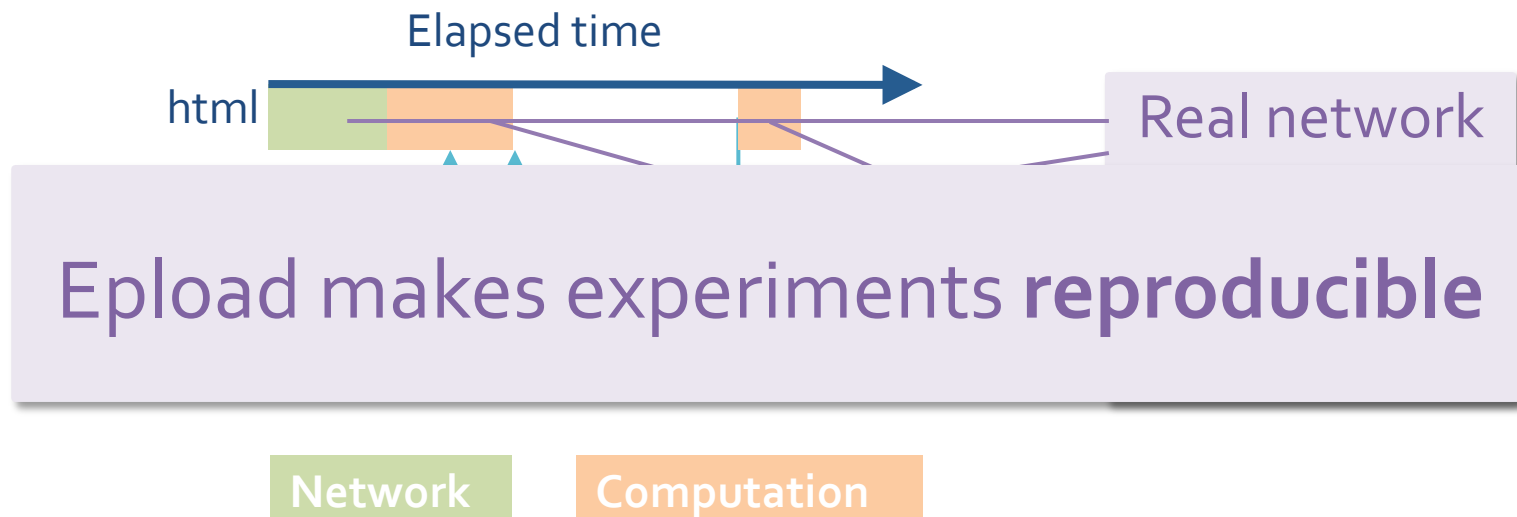 Elapsed time
html
Real network
Epload makes experiments reproducible
Network
Computation